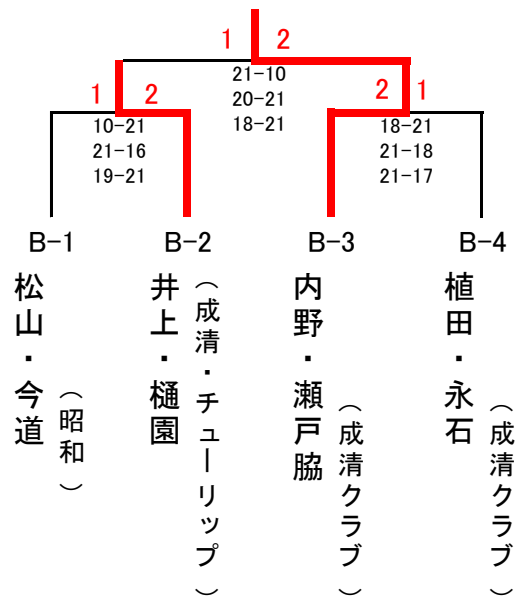 1 2
21-10
20-21
18-21
1 2
10-21
21-16
19-21
2 1
18-21
21-18
21-17
B-1
B-2
B-3
B-4
松山・今道
（昭和）
井上・樋園
（成清・チューリップ）
内野・瀬戸脇
（成清クラブ）
植田・永石
（成清クラブ）